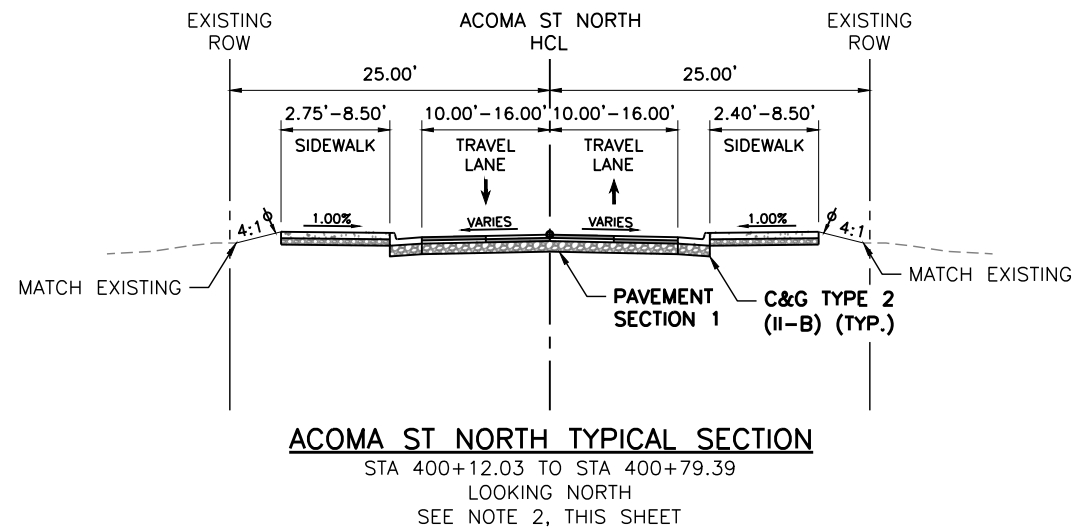 EXISTING
ROW
ACOMA ST NORTH
HCL
EXISTING
ROW
25.00'
25.00'
2.75'-8.50'
10.00'-16.00'
10.00'-16.00'
2.40'-8.50'
SIDEWALK
TRAVEL
LANE
TRAVEL
LANE
SIDEWALK
4:1
1.00%
VARIES
VARIES
1.00%
4:1
MATCH EXISTING
PAVEMENT
SECTION 1
C&G TYPE 2
(II-B) (TYP.)
MATCH EXISTING
ACOMA ST NORTH TYPICAL SECTION
STA 400+12.03 TO STA 400+79.39
LOOKING NORTH
SEE NOTE 2, THIS SHEET